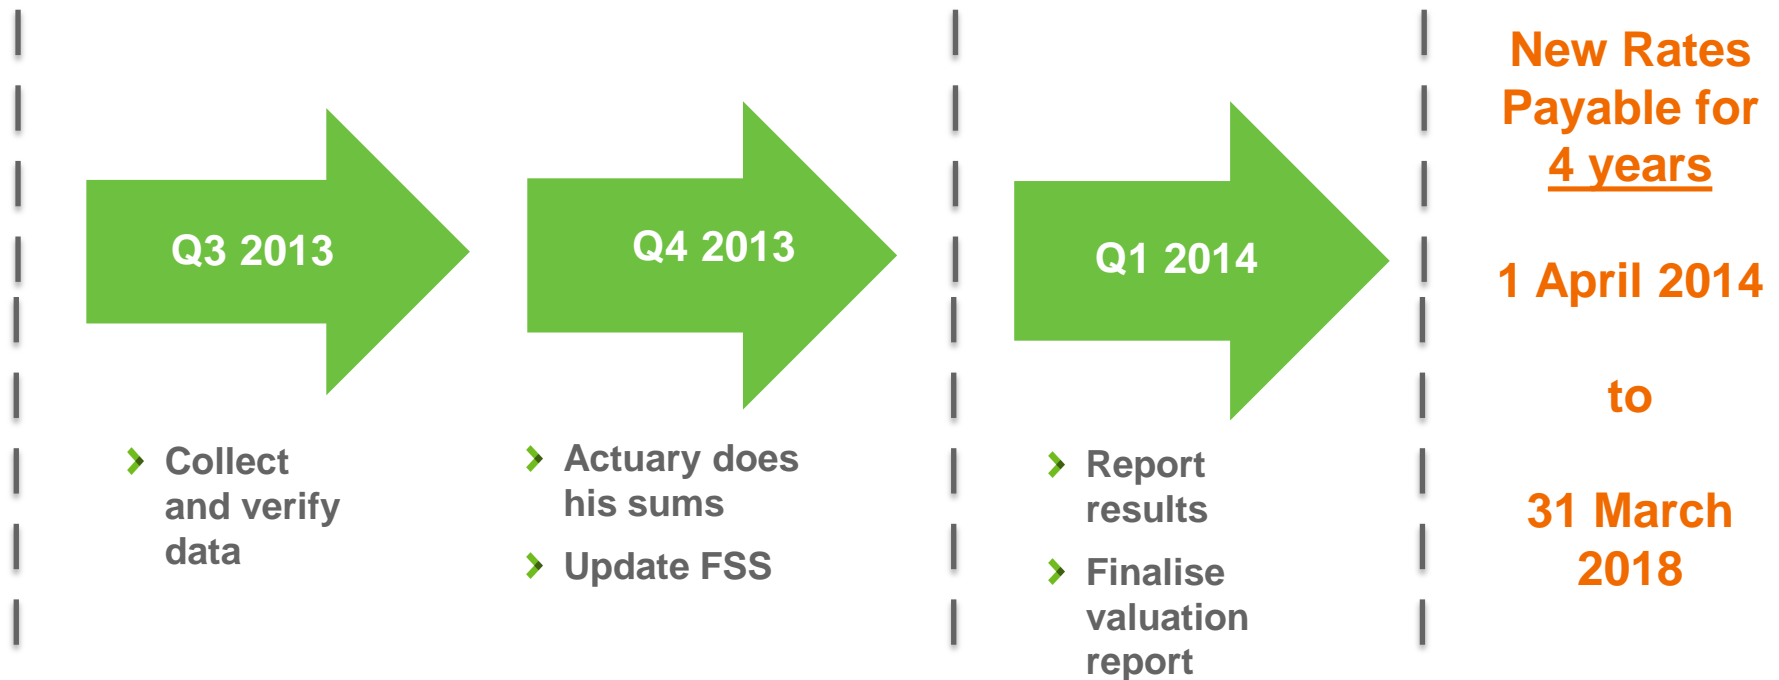 Q3 2013
Collect
and verify
data
Q4 2013
Actuary does
his sums
Update FSS
Q1 2014
Report
results
Finalise
valuation
report
New Rates
Payable for
4 years
1 April 2014
to
31 March
2018